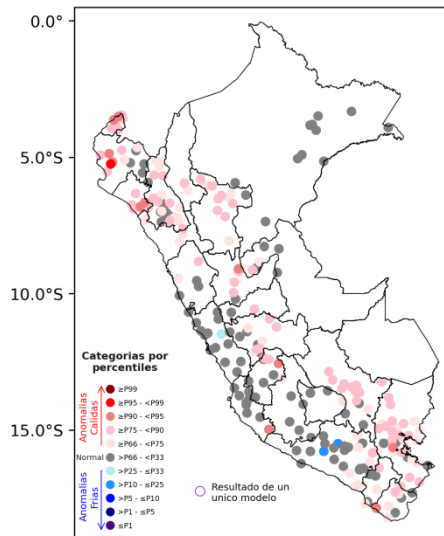 0.0°
5.0°S
10.0°S
15.0°S
Categorias por
percentiles
Anomalias
Calidas
≥P99
≥P95 - <P99
≥P90 - <P95
≥P75 - <P90
≥P66 - <P75
Normal >P66 - <P33
P25 - ≤P33
>P10 - ≤P25
>P5 - ≤P10
>P1 - ≤P5
≤P1
Anomalias
Frias
Resultado de un
unico modelo